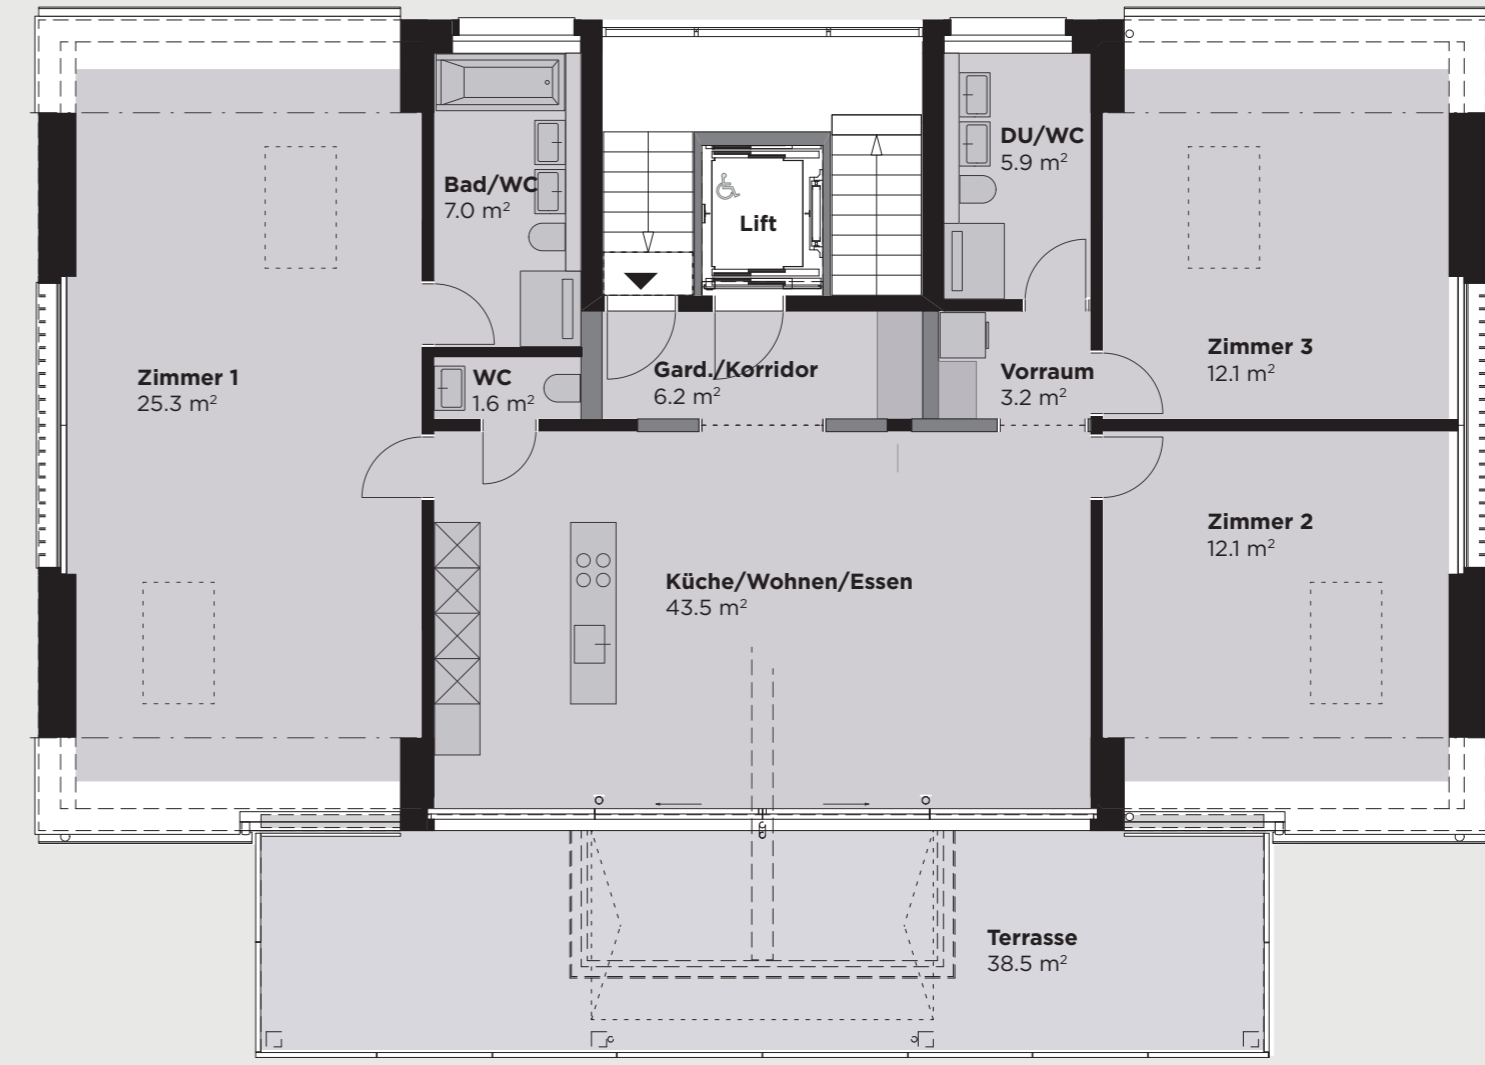 Bad/WC
7.0 m²
Lift
DU/WC
5.9 m²
Zimmer 1
25.3 m²
WC
1.6 m²
Gard./Korridor
6.2 m²
Vorraum
3.2 m²
Zimmer 3
12.1 m²
Küche/Wohnen/Essen
43.5 m²
Zimmer 2
12.1 m²
Terrasse
38.5 m²